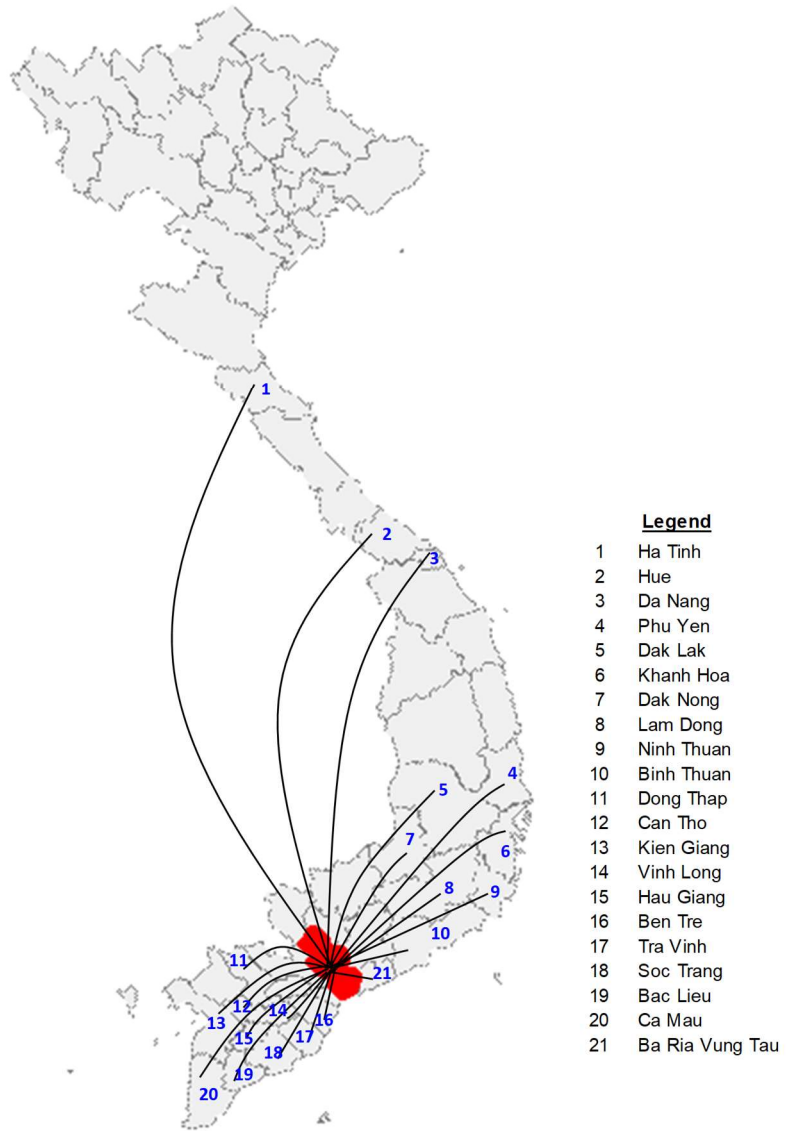 1
2
3
Legend
1 Ha Tinh
2 Hue
3 Da Nang
4 Phu Yen
5 Dak Lak
6 Khanh Hoa
7 Dak Nong
8 Lam Dong
9 Ninh Thuan
10 Binh Thuan
11 Dong Thap
12 Can Tho
13 Kien Giang
14 Vinh Long
15 Hau Giang
16 Ben Tre
17 Tra Vinh
18 Soc Trang
19 Bac Lieu
20 Ca Mau
21 Ba Ria Vung Tau
4
5
7
6
8
9
10
11
21
12
14
13
16
15
17
18
19
20